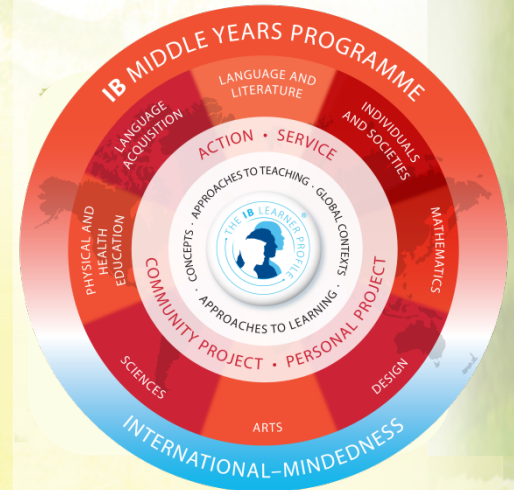 IB MIDDLE YEARS PROGRAMME
LANGUAGE AND
LITERATURE
INDIVIDUALS
AND SOCIETIES
MATHEMATICS
DESIGN
ARTS
SCIENCES
PHYSICAL AND
HEALTH
EDUCATION
LANGUAGE
ACQUISITION
ACTION • SERVICE
COMMUNITY PROJECT • PERSONAL PROJECT
APPROACHES TO TEACHING · GLOBAL CONTEXTS ·
APPROACHES TO LEARNING ·
CONCEPTS ·
THE IB LEARNER PROFILE ®
INTERNATIONAL–MINDEDNESS